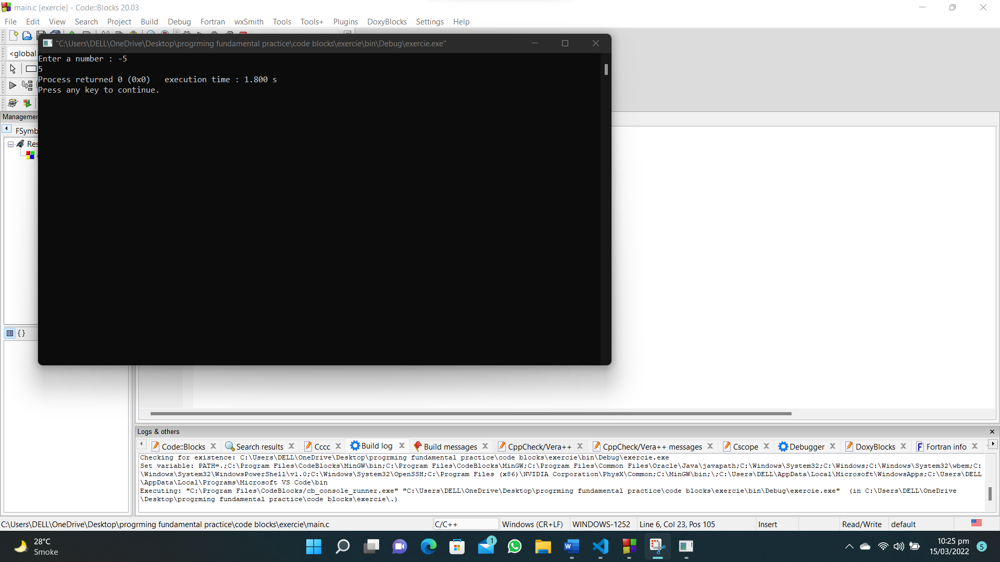 main.c [exercie] - Code::Blocks 20.03
File Edit View Search Project Build Debug Fortran wxSmith Tools Tools+ Plugins DoxyBlocks Settings Help
"C:\Users\DELL\OneDrive\Desktop\progrming fundamental practice\code blocks\exercie\bin\Debug\exercie.exe"
<global>
Enter a number : -5
5
Process returned 0 (0x0)   execution time : 1.800 s
Press any key to continue.
FSymb
{}
Logs & others
Code::Blocks Search results Cccc Build log Build messages CppCheck/Vera++ CppCheck/Vera++ messages Cscope Debugger DoxyBlocks Fortran info
Checking for existence: C:\Users\DELL\OneDrive\Desktop\progrming fundamental practice\code blocks\exercie\bin\Debug\exercie.exe
Set variable: PATH=.;C:\Program Files\CodeBlocks\MinGW\bin;C:\Program Files\CodeBlocks\MinGW;C:\Program Files\Common Files\Oracle\Java\javapath;C:\Windows\System32;C:\Windows;C:\Windows\System32\wbem;C:
\Windows\System32\WindowsPowerShell\v1.0;C:\Windows\System32\OpenSSH;C:\Program Files (x86)\NVIDIA Corporation\PhysX\Common;C:\MinGW\bin;\;C:\Users\DELL\AppData\Local\Microsoft\WindowsApps;C:\Users\DELL
\AppData\Local\Programs\Microsoft VS Code\bin
Executing: "C:\Program Files\CodeBlocks/cb_console_runner.exe" "C:\Users\DELL\OneDrive\Desktop\progrming fundamental practice\code blocks\exercie\bin\Debug\exercie.exe"  (in C:\Users\DELL\OneDrive
\Desktop\progrming fundamental practice\code blocks\exercie\.)
C:\Users\DELL\OneDrive\Desktop\progrming fundamental practice\code blocks\exercie\main.c C/C++ Windows (CR+LF) WINDOWS-1252 Line 6, Col 23, Pos 105 Insert Read/Write default
28°C
Smoke
1
10:25 pm
15/03/2022
5